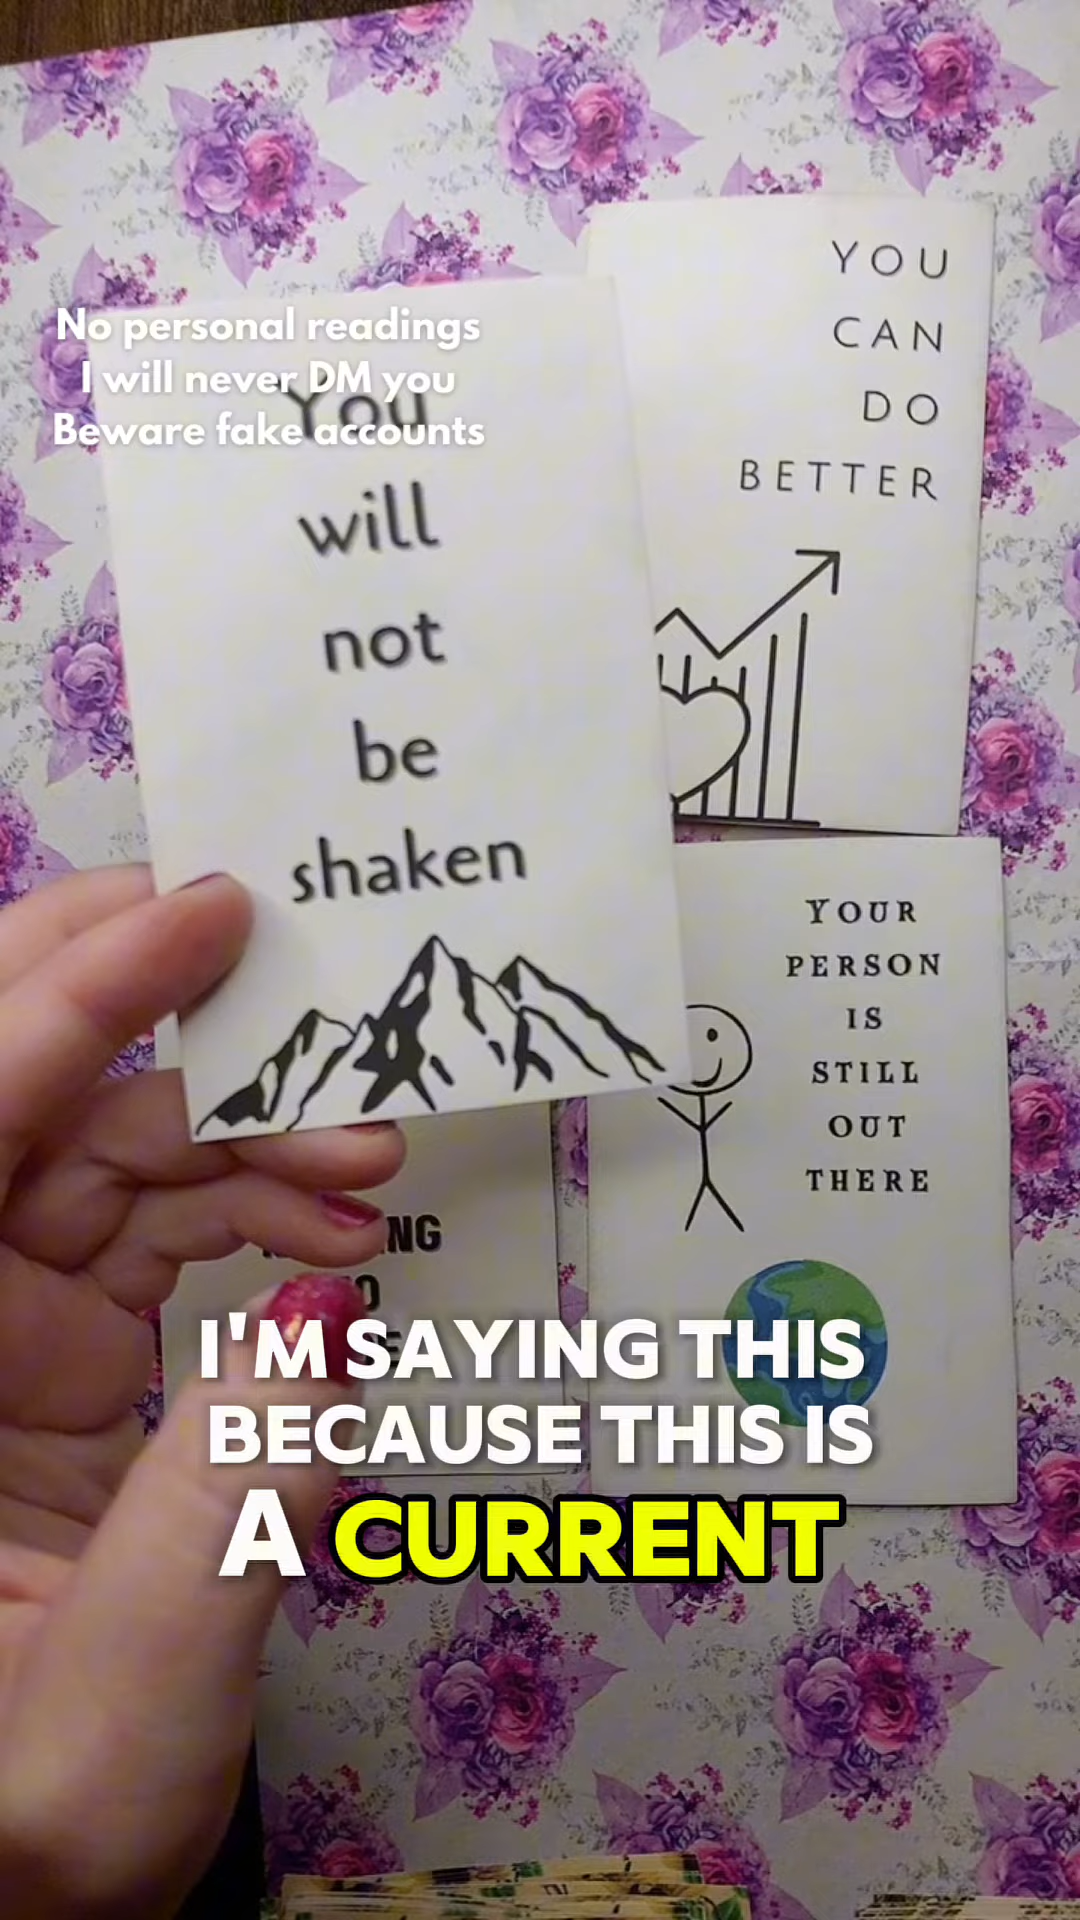 No personal readings
I will never DM you
Beware fake accounts
You
will
not
be
shaken
YOU
CAN
DO
BETTER
YOUR
PERSON
IS
STILL
OUT
THERE
I'M SAYING THIS
BECAUSE THIS IS
A CURRENT